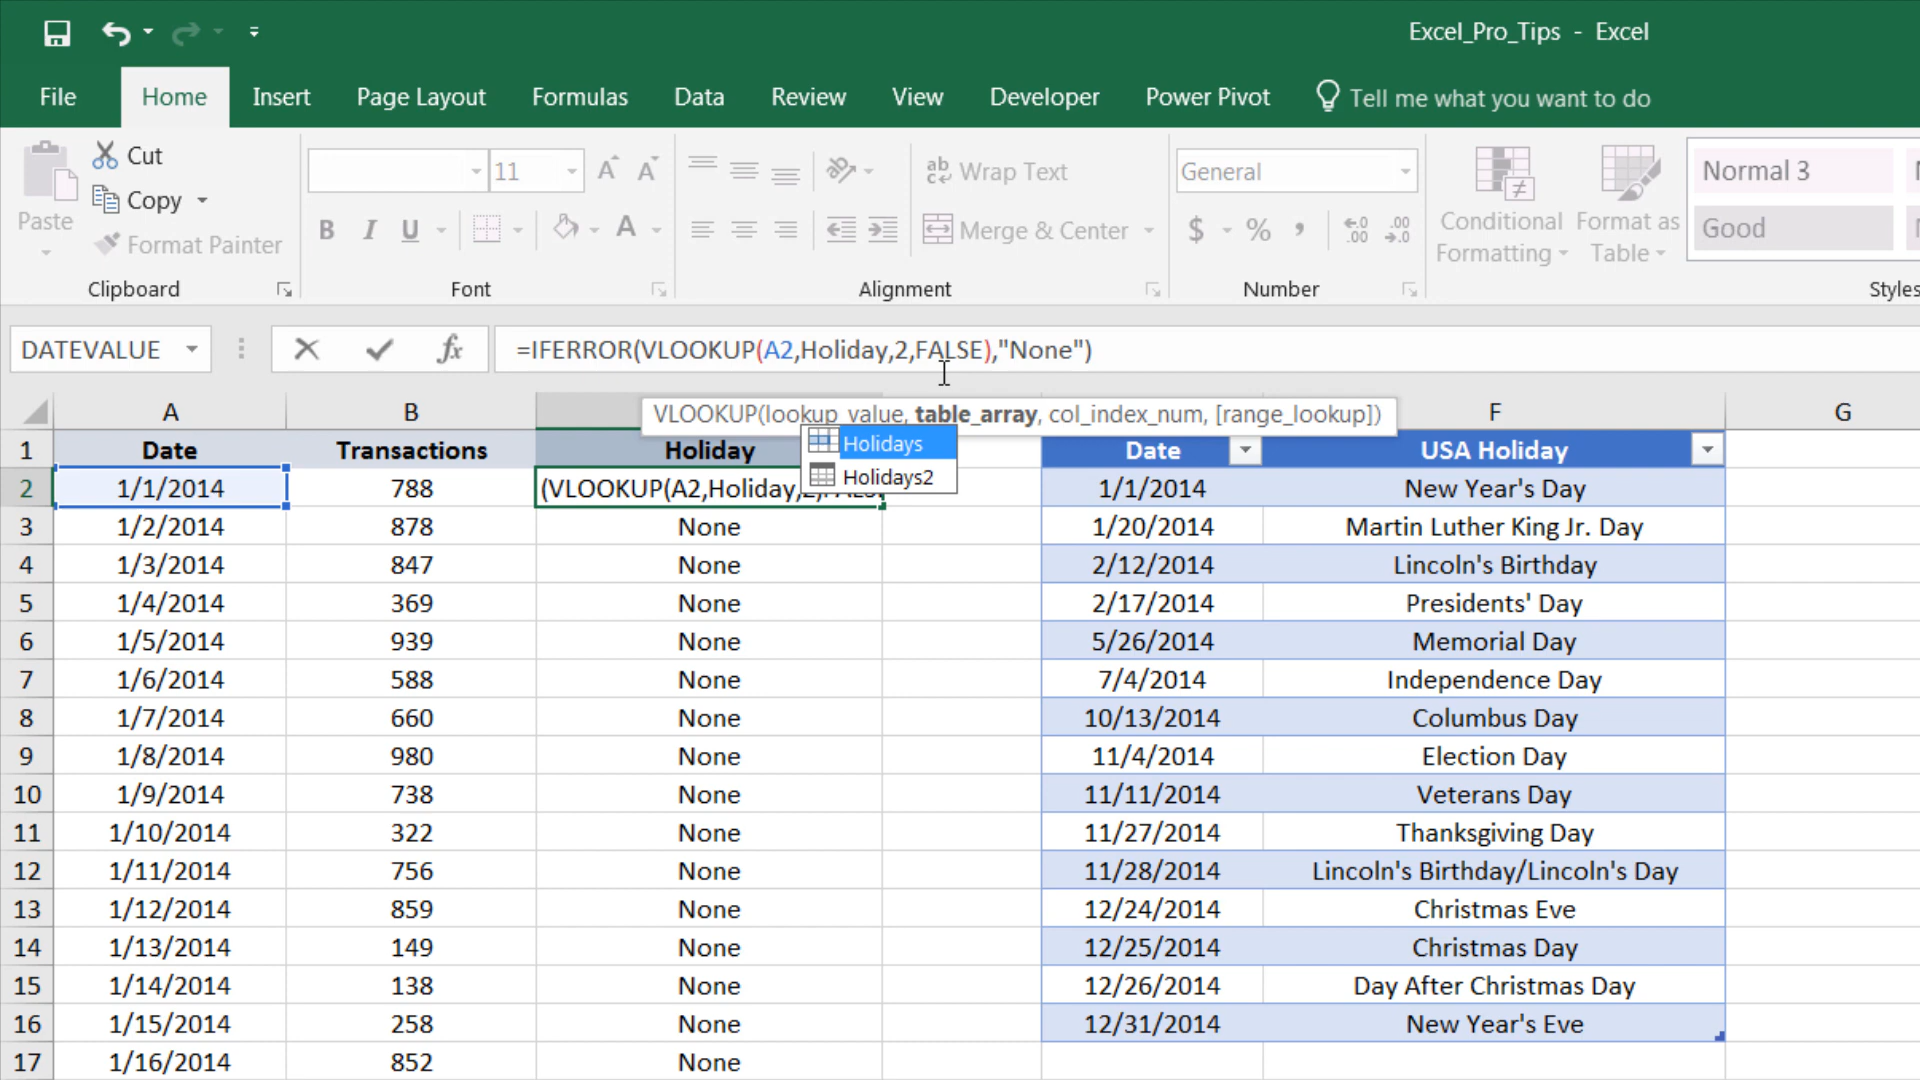 Excel_Pro_Tips - Excel
File Home Insert Page Layout Formulas Data Review View Developer Power Pivot Tell me what you want to do
Cut
Copy
Paste
Format Painter
Clipboard
11
B I U A
Font
Wrap Text
Merge & Center
Alignment
General
$ % ,
Number
Conditional Formatting
Format as Table
Normal 3
Good
Styles
DATEVALUE fx =IFERROR(VLOOKUP(A2,Holiday,2,FALSE),"None")
VLOOKUP(lookup_value, table_array, col_index_num, [range_lookup])
Holidays
Holidays2
A B F G
1 Date Transactions Holiday Date USA Holiday
2 1/1/2014 788 (VLOOKUP(A2,Holiday,2, 1/1/2014 New Year's Day
3 1/2/2014 878 None 1/20/2014 Martin Luther King Jr. Day
4 1/3/2014 847 None 2/12/2014 Lincoln's Birthday
5 1/4/2014 369 None 2/17/2014 Presidents' Day
6 1/5/2014 939 None 5/26/2014 Memorial Day
7 1/6/2014 588 None 7/4/2014 Independence Day
8 1/7/2014 660 None 10/13/2014 Columbus Day
9 1/8/2014 980 None 11/4/2014 Election Day
10 1/9/2014 738 None 11/11/2014 Veterans Day
11 1/10/2014 322 None 11/27/2014 Thanksgiving Day
12 1/11/2014 756 None 11/28/2014 Lincoln's Birthday/Lincoln's Day
13 1/12/2014 859 None 12/24/2014 Christmas Eve
14 1/13/2014 149 None 12/25/2014 Christmas Day
15 1/14/2014 138 None 12/26/2014 Day After Christmas Day
16 1/15/2014 258 None 12/31/2014 New Year's Eve
17 1/16/2014 852 None